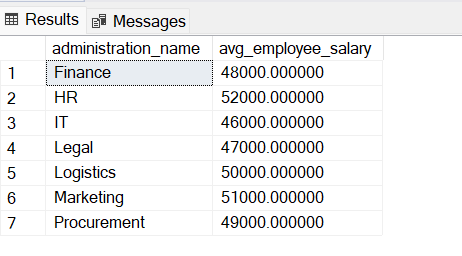 Results Messages
administration_name avg_employee_salary
1 Finance 48000.000000
2 HR 52000.000000
3 IT 46000.000000
4 Legal 47000.000000
5 Logistics 50000.000000
6 Marketing 51000.000000
7 Procurement 49000.000000